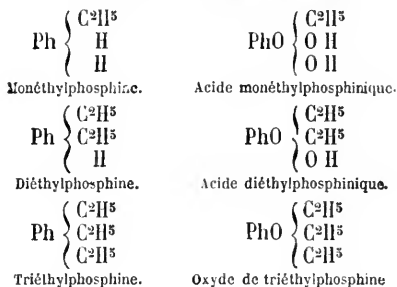 Ph { C²H⁵ H H
Monéthylphosphine.
PhO { C²H⁵ O H O H
Acide monéthylphosphinique.
Ph { C²H⁵ C²H⁵ H
Diéthylphosphine.
PhO { C²H⁵ C²H⁵ O H
Acide diéthylphosphinique.
Ph { C²H⁵ C²H⁵ C²H⁵
Triéthylphosphine.
PhO { C²H⁵ C²H⁵ C²H⁵
Oxyde de triéthylphosphine